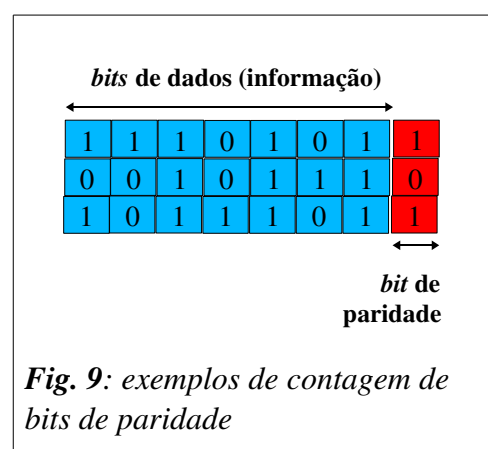 bits de dados (informação)
1 1 1 0 1 0 1 1
0 0 1 0 1 1 1 0
1 0 1 1 1 0 1 1
bit de
paridade
Fig. 9: exemplos de contagem de
bits de paridade